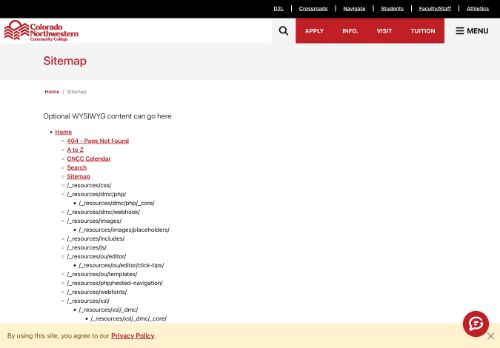 D2L Crossroads Navigate Students Faculty/Staff Athletics
Colorado
Northwestern
Community College
APPLY INFO. VISIT TUITION MENU
Sitemap
Home / Sitemap
Optional WYSIWYG content can go here
Home
404 - Page Not Found
A to Z
CNCC Calendar
Search
Sitemap
/_resources/css/
/_resources/dmc/php/
/_resources/dmc/php/_core/
/_resources/dmc/webhook/
/_resources/images/
/_resources/images/placeholders/
/_resources/includes/
/_resources/js/
/_resources/ou/editor/
/_resources/ou/editor/click-tips/
/_resources/ou/templates/
/_resources/php/nested-navigation/
/_resources/webfonts/
/_resources/xsl/
/_resources/xsl/_dmc/
/_resources/xsl/_dmc/_core/
By using this site, you agree to our Privacy Policy